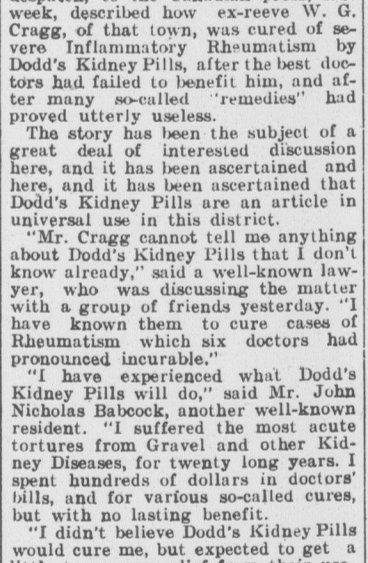 week, described how ex-reeve W. G.
Cragg, of that town, was cured of se-
vere Inflammatory Rheumatism by
Dodd's Kidney Pills, after the best doc-
tors had failed to benefit him, and af-
ter many so-called "remedies" had
proved utterly useless.
The story has been the subject of a
great deal of interested discussion
here, and it has been ascertained and
here, and it has been ascertained that
Dodd's Kidney Pills are an article in
universal use in this district.
"Mr. Cragg cannot tell me anything
about Dodd's Kidney Pills that I don't
know already," said a well-known law-
yer, who was discussing the matter
with a group of friends yesterday. "I
have known them to cure cases of
Rheumatism which six doctors had
pronounced incurable."
"I have experienced what Dodd's
Kidney Pills will do," said Mr. John
Nicholas Babcock, another well-known
resident. "I suffered the most acute
tortures from Gravel and other Kid-
ney Diseases, for twenty long years. I
spent hundreds of dollars in doctors'
bills, and for various so-called cures,
but with no lasting benefit.
"I didn't believe Dodd's Kidney Pills
would cure me, but expected to get a